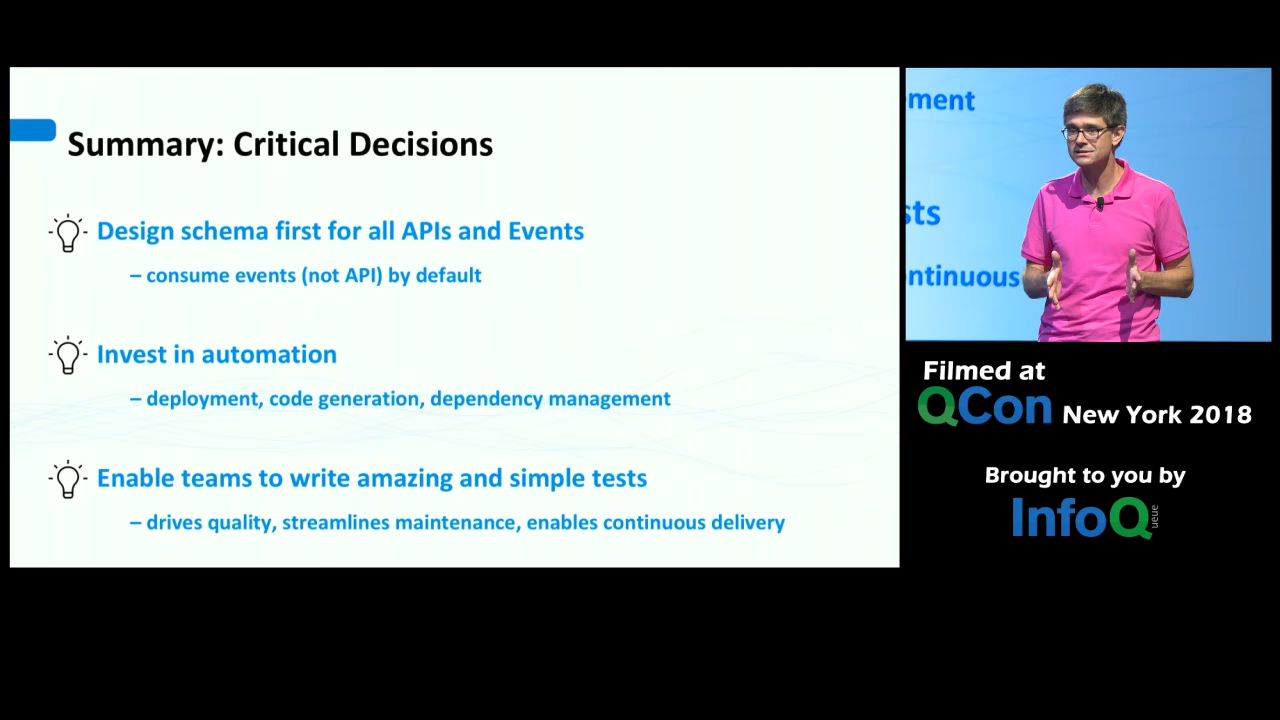 Summary: Critical Decisions
Design schema first for all APIs and Events
– consume events (not API) by default
Invest in automation
– deployment, code generation, dependency management
Enable teams to write amazing and simple tests
– drives quality, streamlines maintenance, enables continuous delivery
ment
sts
ntinuous
Filmed at
QCon New York 2018
Brought to you by
InfoQ
ueue